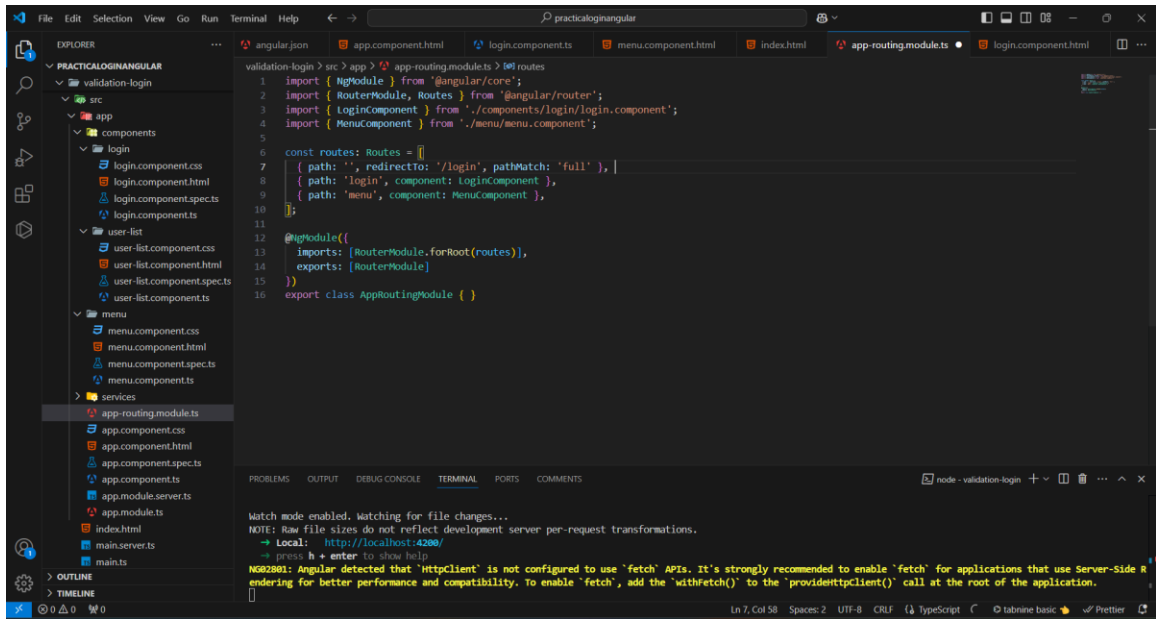 File Edit Selection View Go Run Terminal Help
practicaloginangular
EXPLORER
PRACTICALOGINANGULAR
validation-login
src
app
components
login
login.component.css
login.component.html
login.component.spec.ts
login.component.ts
user-list
user-list.component.css
user-list.component.html
user-list.component.spec.ts
user-list.component.ts
menu
menu.component.css
menu.component.html
menu.component.spec.ts
menu.component.ts
services
app-routing.module.ts
app.component.css
app.component.html
app.component.spec.ts
app.component.ts
app.module.server.ts
app.module.ts
index.html
main.server.ts
main.ts
OUTLINE
TIMELINE
angular.json app.component.html login.component.ts menu.component.html index.html app-routing.module.ts login.component.html
validation-login > src > app > app-routing.module.ts > routes
1 import { NgModule } from '@angular/core';
2 import { RouterModule, Routes } from '@angular/router';
3 import { LoginComponent } from './components/login/login.component';
4 import { MenuComponent } from './menu/menu.component';
5
6 const routes: Routes = [
7 { path: '', redirectTo: '/login', pathMatch: 'full' },
8 { path: 'login', component: LoginComponent },
9 { path: 'menu', component: MenuComponent },
10 ];
11
12 @NgModule({
13 imports: [RouterModule.forRoot(routes)],
14 exports: [RouterModule]
15 })
16 export class AppRoutingModule { }
PROBLEMS OUTPUT DEBUG CONSOLE TERMINAL PORTS COMMENTS
node - validation-login
Watch mode enabled. Watching for file changes...
NOTE: Raw file sizes do not reflect development server per-request transformations.
➜ Local: http://localhost:4200/
➜ press h + enter to show help
NG02801: Angular detected that `HttpClient` is not configured to use `fetch` APIs. It's strongly recommended to enable `fetch` for applications that use Server-Side R
endering for better performance and compatibility. To enable `fetch`, add the `withFetch()` to the `provideHttpClient()` call at the root of the application.
0 0 0 Ln 7, Col 58 Spaces: 2 UTF-8 CRLF TypeScript tabnine basic Prettier